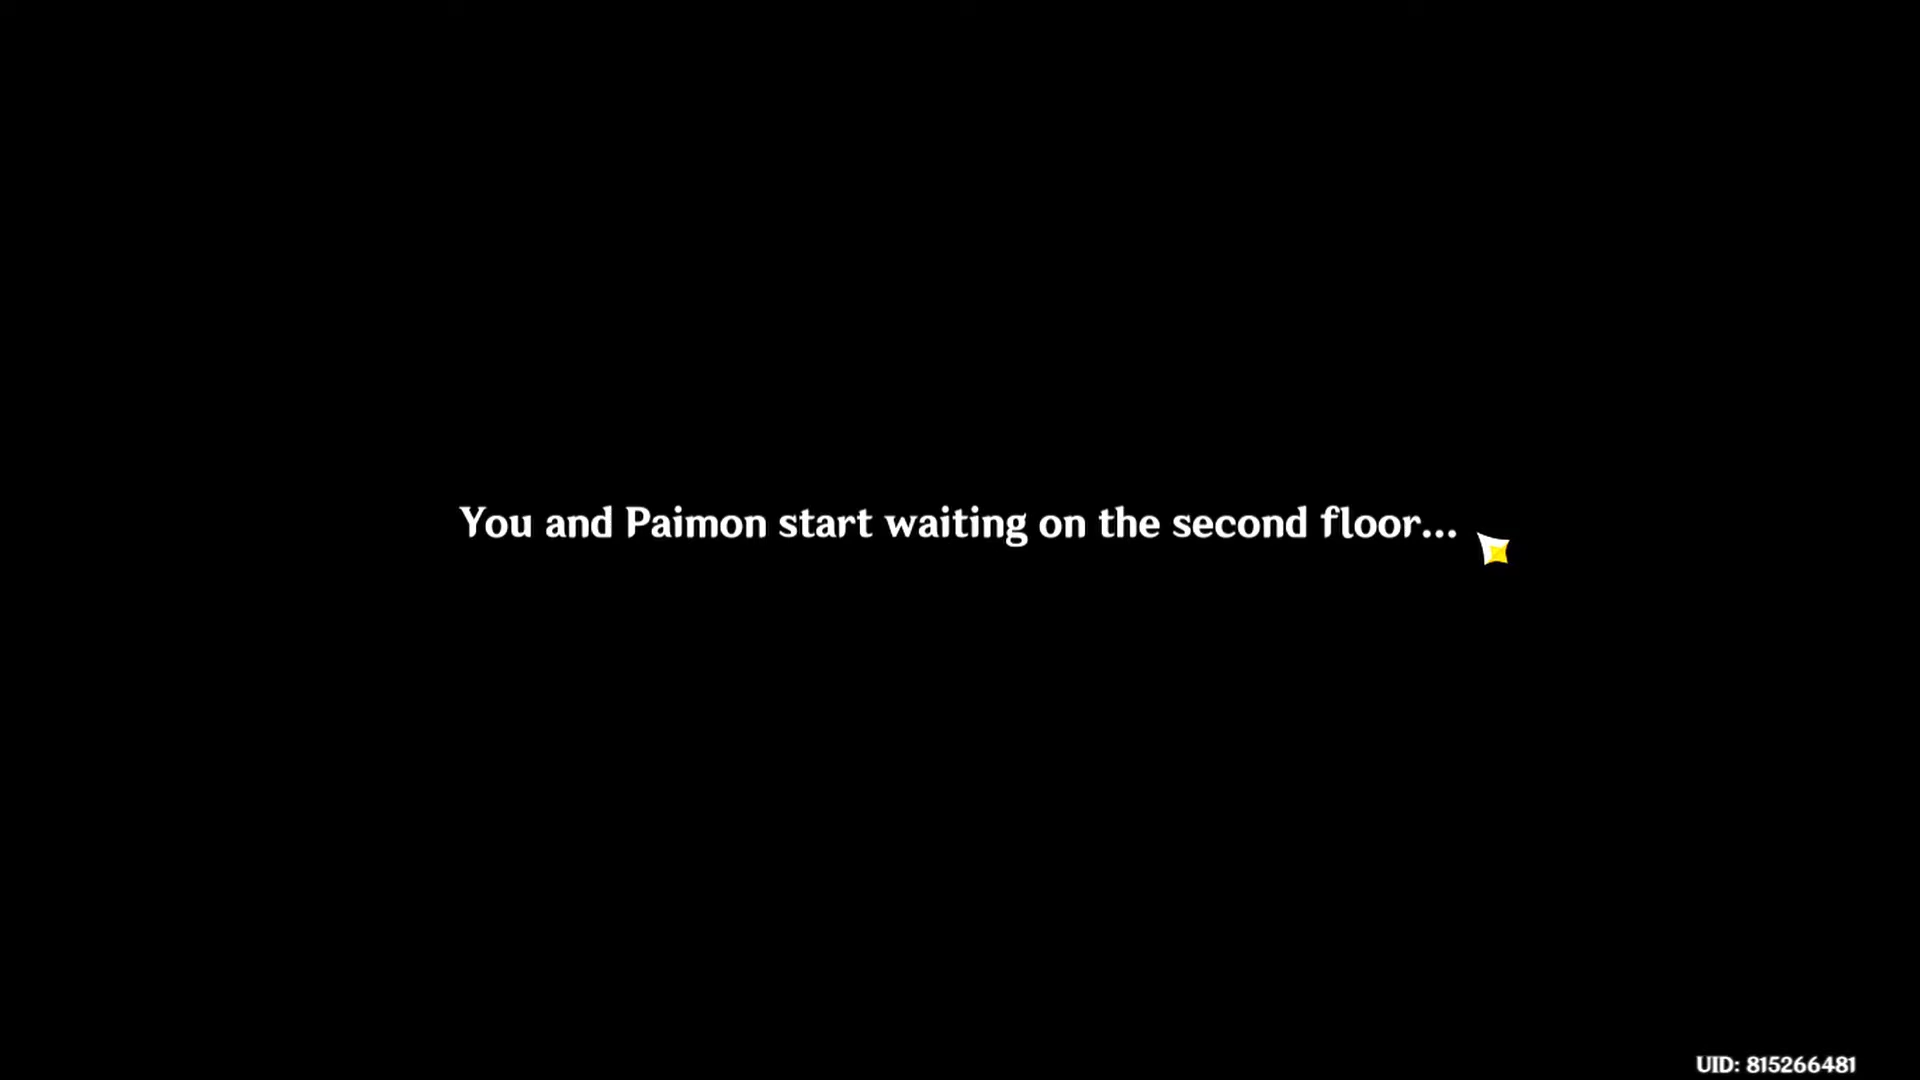 You and Paimon start waiting on the second floor...
UID: 815266481